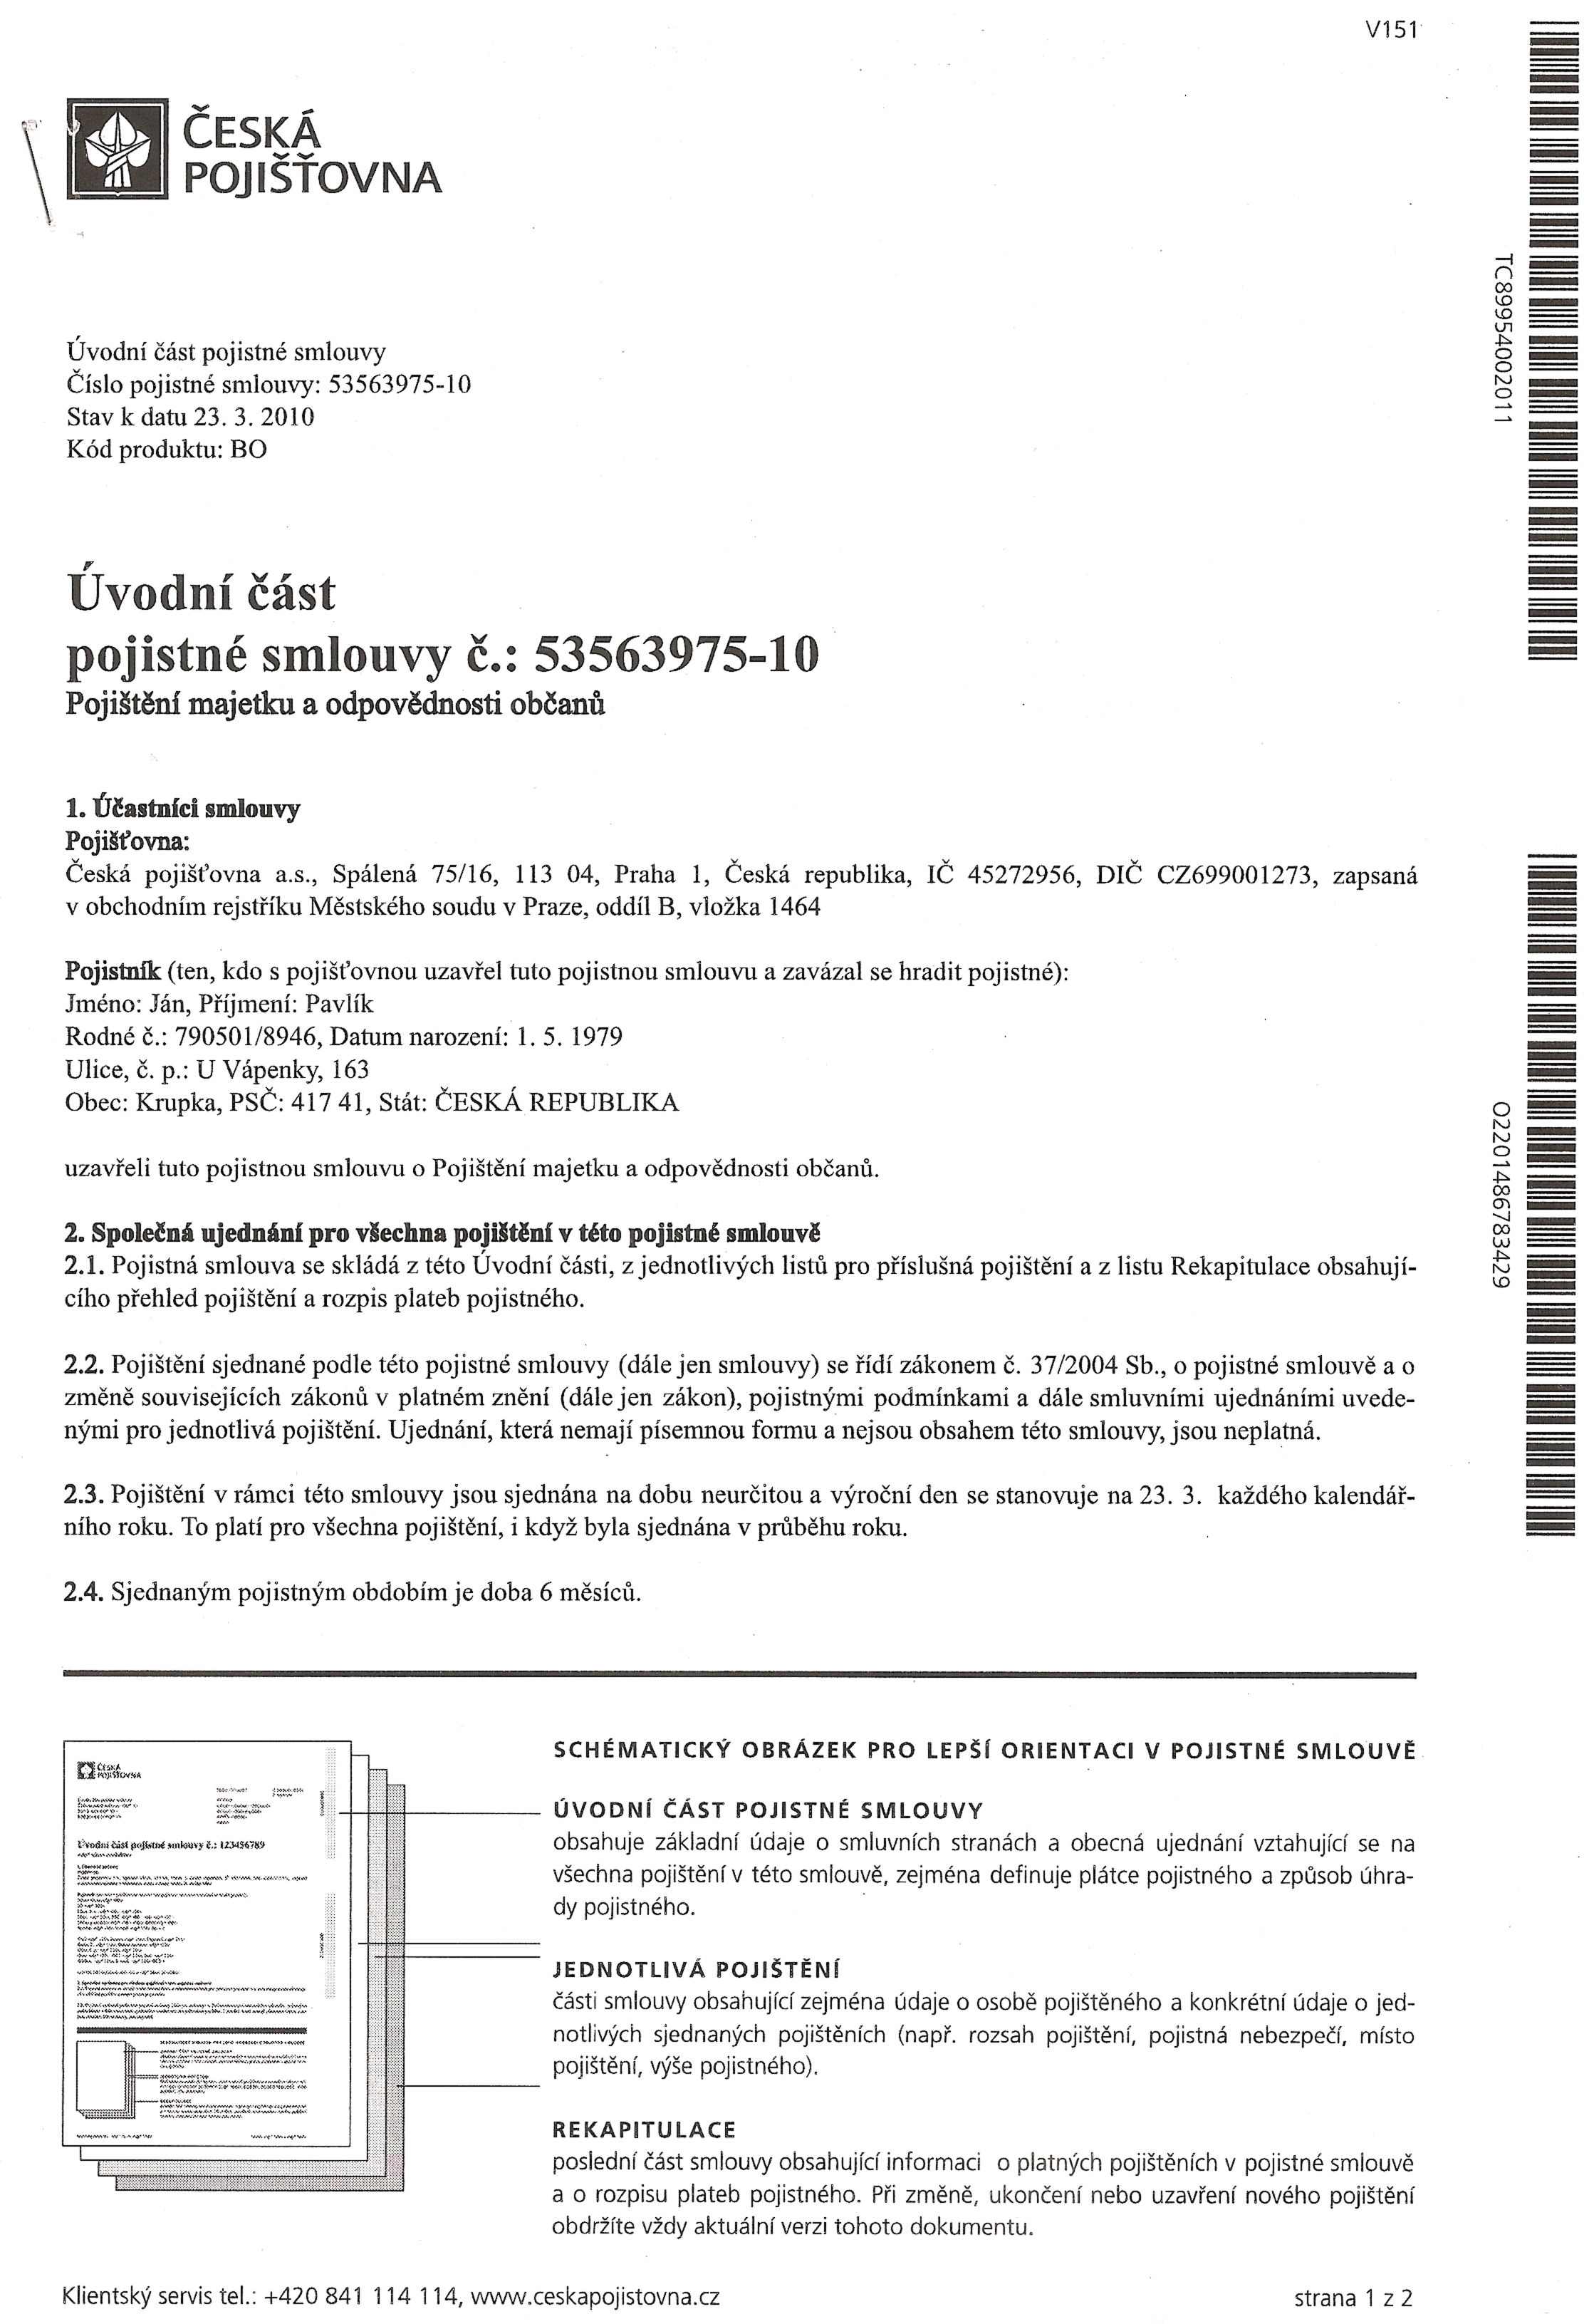 V151
ČESKÁ
POJIŠŤOVNA
TC89954002011
Úvodní část pojistné smlouvy
Číslo pojistné smlouvy: 53563975-10
Stav k datu 23. 3. 2010
Kód produktu: BO
Úvodní část
pojistné smlouvy č.: 53563975-10
Pojištění majetku a odpovědnosti občanů
1. Účastníci smlouvy
Pojišťovna:
Česká pojišťovna a.s., Spálená 75/16, 113 04, Praha 1, Česká republika, IČ 45272956, DIČ CZ699001273, zapsaná
v obchodním rejstříku Městského soudu v Praze, oddíl B, vložka 1464
Pojistník (ten, kdo s pojišťovnou uzavřel tuto pojistnou smlouvu a zavázal se hradit pojistné):
Jméno: Ján, Příjmení: Pavlík
Rodné č.: 790501/8946, Datum narození: 1. 5. 1979
Ulice, č. p.: U Vápenky, 163
Obec: Krupka, PSČ: 417 41, Stát: ČESKÁ REPUBLIKA
O2201486783429
uzavřeli tuto pojistnou smlouvu o Pojištění majetku a odpovědnosti občanů.
2. Společná ujednání pro všechna pojištění v této pojistné smlouvě
2.1. Pojistná smlouva se skládá z této Úvodní části, z jednotlivých listů pro příslušná pojištění a z listu Rekapitulace obsahují-
cího přehled pojištění a rozpis plateb pojistného.
2.2. Pojištění sjednané podle této pojistné smlouvy (dále jen smlouvy) se řídí zákonem č. 37/2004 Sb., o pojistné smlouvě a o
změně souvisejících zákonů v platném znění (dále jen zákon), pojistnými podmínkami a dále smluvními ujednáními uvede-
nými pro jednotlivá pojištění. Ujednání, která nemají písemnou formu a nejsou obsahem této smlouvy, jsou neplatná.
2.3. Pojištění v rámci této smlouvy jsou sjednána na dobu neurčitou a výroční den se stanovuje na 23. 3. každého kalendář-
ního roku. To platí pro všechna pojištění, i když byla sjednána v průběhu roku.
2.4. Sjednaným pojistným obdobím je doba 6 měsíců.
ČESKÁ
POJIŠŤOVNA
Úvodní část pojistné smlouvy č.: 123456789
SCHÉMATICKÝ OBRÁZEK PRO LEPŠÍ ORIENTACI V POJISTNÉ SMLOUVĚ
ÚVODNÍ ČÁST POJISTNÉ SMLOUVY
obsahuje základní údaje o smluvních stranách a obecná ujednání vztahující se na
všechna pojištění v této smlouvě, zejména definuje plátce pojistného a způsob úhra-
dy pojistného.
JEDNOTLIVÁ POJIŠTĚNÍ
části smlouvy obsahující zejména údaje o osobě pojištěného a konkrétní údaje o jed-
notlivých sjednaných pojištěních (např. rozsah pojištění, pojistná nebezpečí, místo
pojištění, výše pojistného).
REKAPITULACE
poslední část smlouvy obsahující informaci o platných pojištěních v pojistné smlouvě
a o rozpisu plateb pojistného. Při změně, ukončení nebo uzavření nového pojištění
obdržíte vždy aktuální verzi tohoto dokumentu.
Klientský servis tel.: +420 841 114 114, www.ceskapojistovna.cz
strana 1 z 2